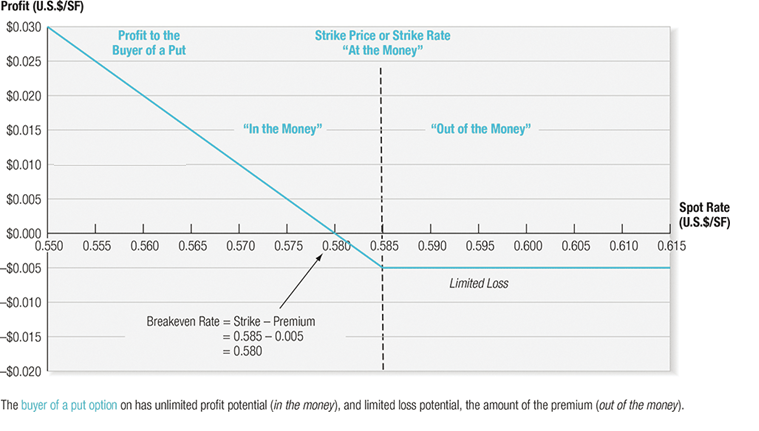 Profit (U.S.$/SF)
$0.030
Profit to the
Buyer of a Put
Strike Price or Strike Rate
“At the Money”
$0.025
$0.020
$0.015
“In the Money”
“Out of the Money”
$0.010
$0.005
Spot Rate
(U.S.$/SF)
$0.000
0.550 0.555 0.560 0.565 0.570 0.575 0.580 0.585 0.590 0.595 0.600 0.605 0.610 0.615
–$0.005
Limited Loss
–$0.010
Breakeven Rate = Strike – Premium
–$0.015
= 0.585 – 0.005
= 0.580
–$0.020
The buyer of a put option on has unlimited profit potential (in the money), and limited loss potential, the amount of the premium (out of the money).